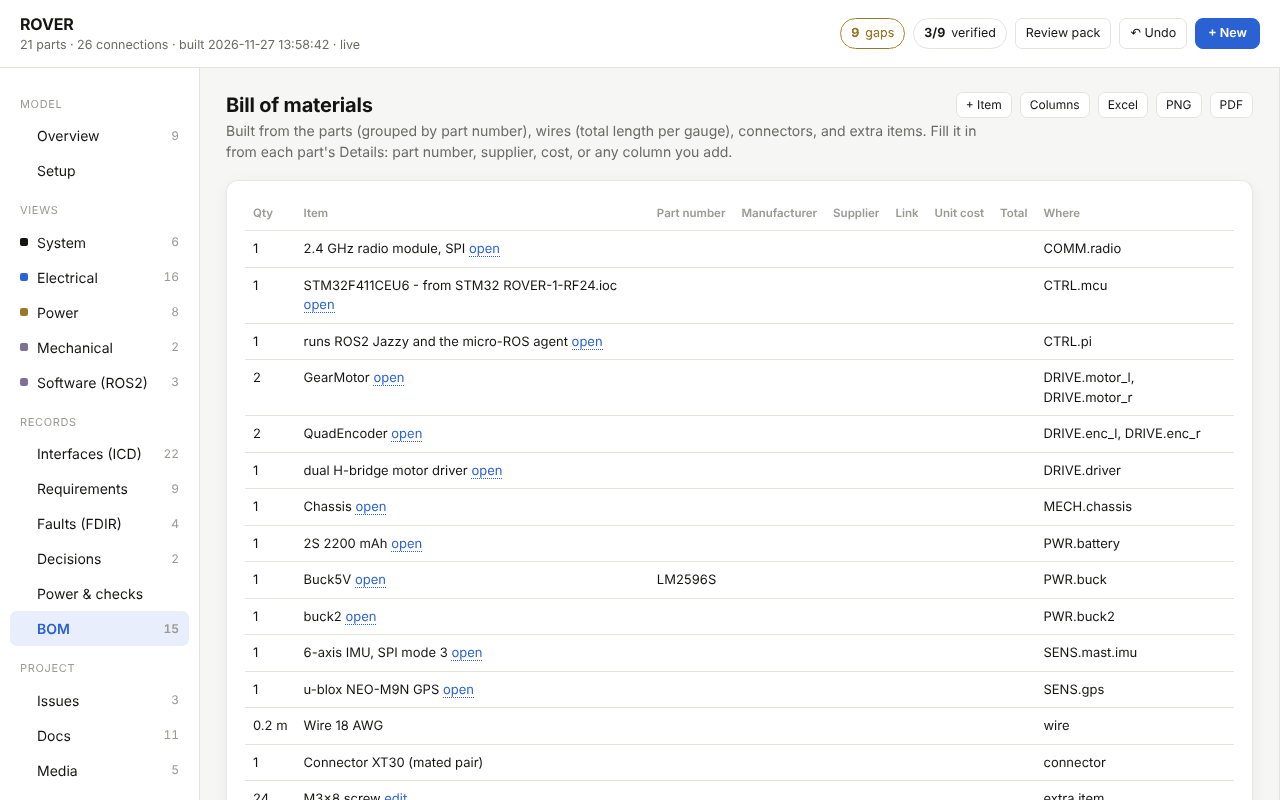 ROVER
21 parts · 26 connections · built 2026-11-27 13:58:42 · live
9 gaps
3/9 verified
Review pack
↶ Undo
+ New
MODEL
Overview 9
Setup
VIEWS
System 6
Electrical 16
Power 8
Mechanical 2
Software (ROS2) 3
RECORDS
Interfaces (ICD) 22
Requirements 9
Faults (FDIR) 4
Decisions 2
Power & checks
BOM 15
PROJECT
Issues 3
Docs 11
Media 5
Bill of materials
+ Item
Columns
Excel
PNG
PDF
Built from the parts (grouped by part number), wires (total length per gauge), connectors, and extra items. Fill it in
from each part's Details: part number, supplier, cost, or any column you add.
Qty Item Part number Manufacturer Supplier Link Unit cost Total Where
1 2.4 GHz radio module, SPI open COMM.radio
1 STM32F411CEU6 - from STM32 ROVER-1-RF24.ioc CTRL.mcu
open
1 runs ROS2 Jazzy and the micro-ROS agent open CTRL.pi
2 GearMotor open DRIVE.motor_l,
DRIVE.motor_r
2 QuadEncoder open DRIVE.enc_l, DRIVE.enc_r
1 dual H-bridge motor driver open DRIVE.driver
1 Chassis open MECH.chassis
1 2S 2200 mAh open PWR.battery
1 Buck5V open LM2596S PWR.buck
1 buck2 open PWR.buck2
1 6-axis IMU, SPI mode 3 open SENS.mast.imu
1 u-blox NEO-M9N GPS open SENS.gps
0.2 m Wire 18 AWG wire
1 Connector XT30 (mated pair) connector
24 M3×8 screw edit extra item